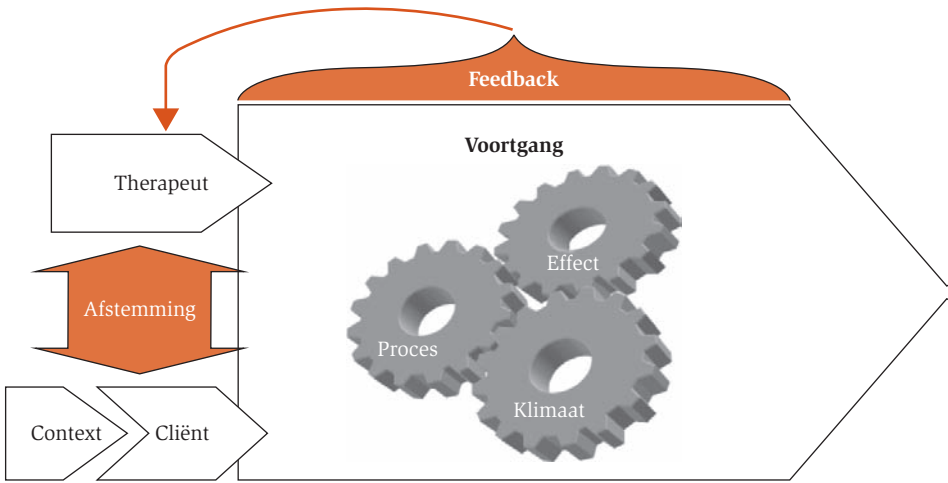 Feedback
Voortgang
Therapeut
Effect
Afstemming
Proces
Klimaat
Context
Cliënt